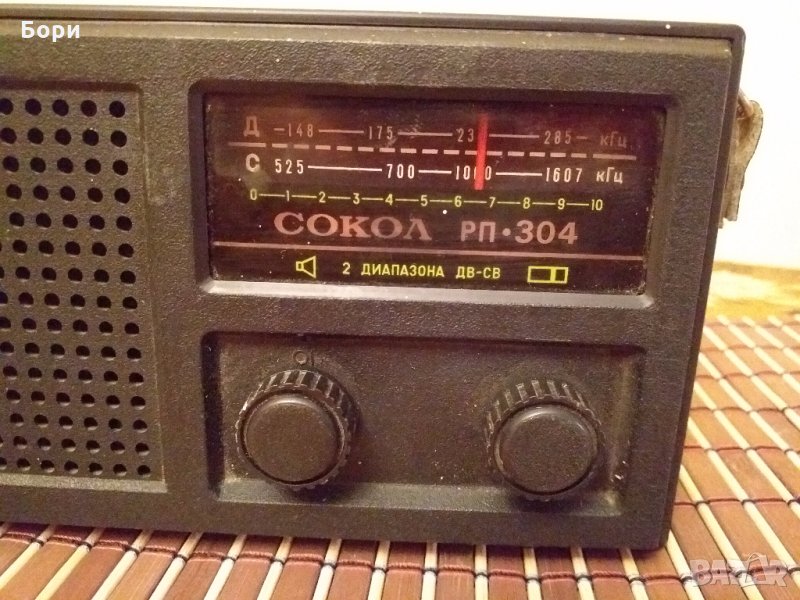 Бори
Д -148 175 23 285 кГц
С 525 700 1000 1607 кГц
0 1 2 3 4 5 6 7 8 9 10
СОКОЛ РП·304
2 ДИАПАЗОНА ДВ-СВ
BAZAR